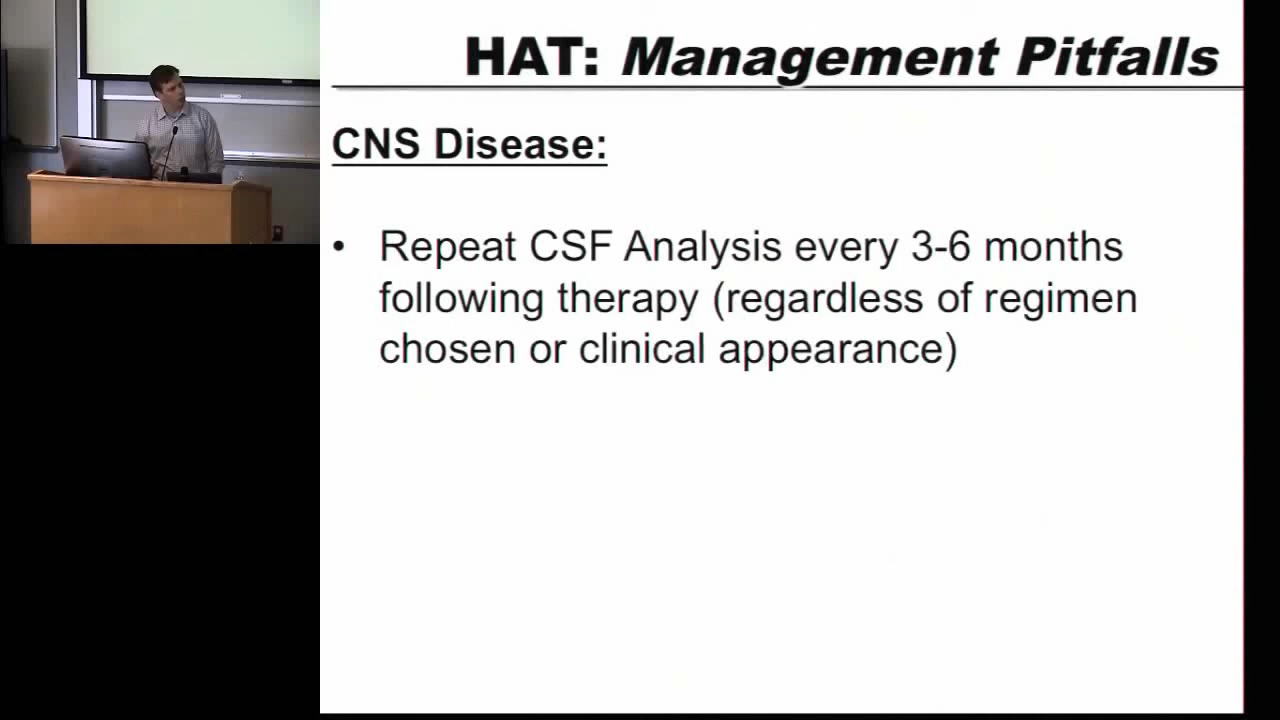 HAT: Management Pitfalls
CNS Disease:
• Repeat CSF Analysis every 3-6 months
following therapy (regardless of regimen
chosen or clinical appearance)